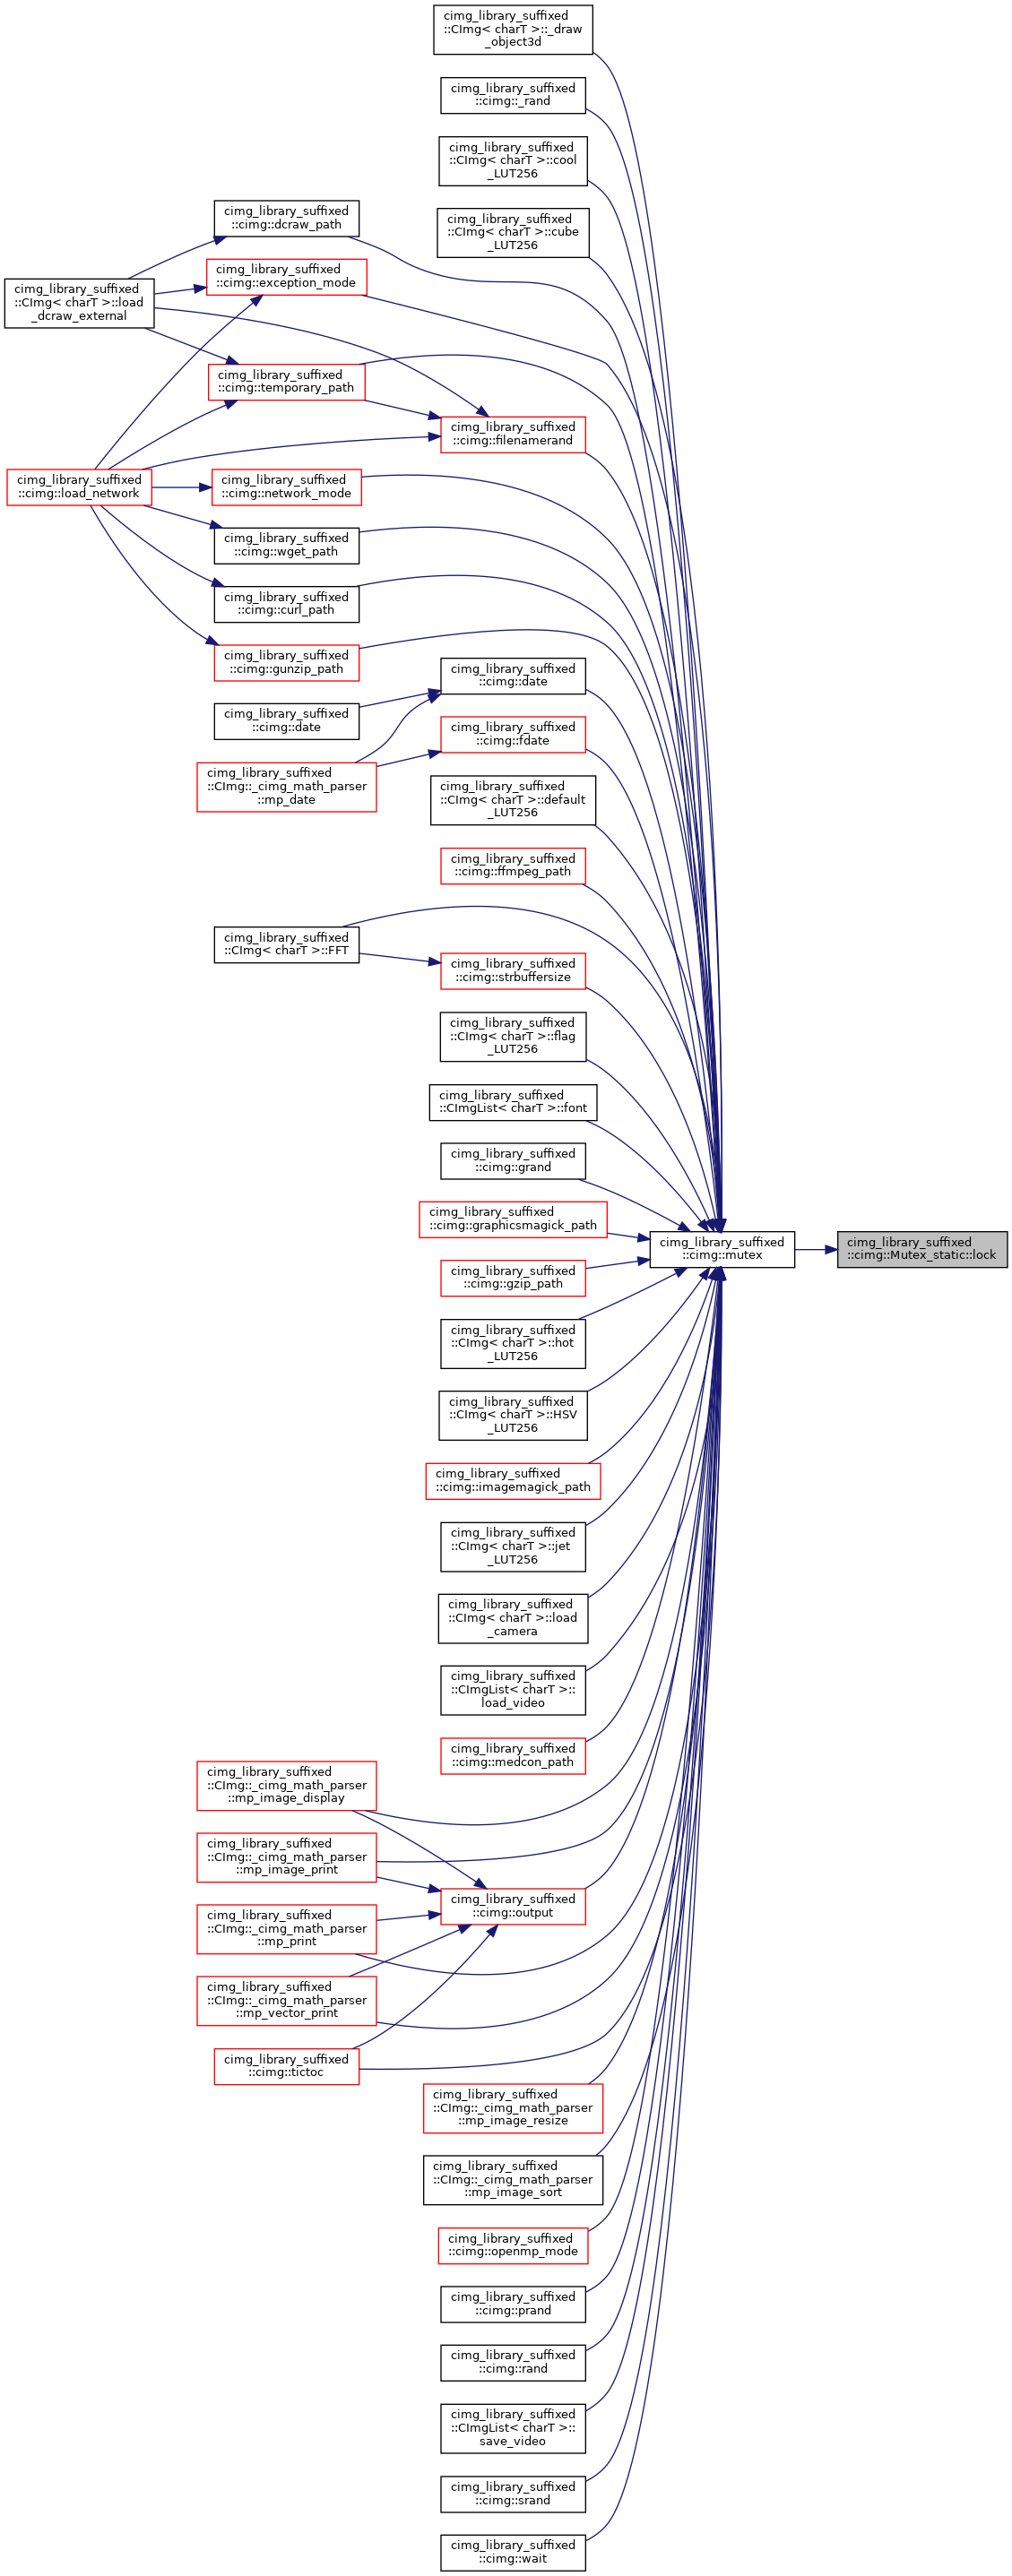 cimg_library_suffixed
::CImg< charT >::_draw
_object3d
cimg_library_suffixed
::cimg::_rand
cimg_library_suffixed
::CImg< charT >::cool
_LUT256
cimg_library_suffixed
::CImg< charT >::cube
_LUT256
cimg_library_suffixed
::cimg::dcraw_path
cimg_library_suffixed
::cimg::exception_mode
cimg_library_suffixed
::CImg< charT >::load
_dcraw_external
cimg_library_suffixed
::cimg::temporary_path
cimg_library_suffixed
::cimg::filenamerand
cimg_library_suffixed
::cimg::load_network
cimg_library_suffixed
::cimg::network_mode
cimg_library_suffixed
::cimg::wget_path
cimg_library_suffixed
::cimg::curl_path
cimg_library_suffixed
::cimg::gunzip_path
cimg_library_suffixed
::cimg::date
cimg_library_suffixed
::cimg::date
cimg_library_suffixed
::cimg::fdate
cimg_library_suffixed
::CImg::_cimg_math_parser
::mp_date
cimg_library_suffixed
::CImg< charT >::default
_LUT256
cimg_library_suffixed
::cimg::ffmpeg_path
cimg_library_suffixed
::CImg< charT >::FFT
cimg_library_suffixed
::cimg::strbuffersize
cimg_library_suffixed
::CImg< charT >::flag
_LUT256
cimg_library_suffixed
::CImgList< charT >::font
cimg_library_suffixed
::cimg::grand
cimg_library_suffixed
::cimg::graphicsmagick_path
cimg_library_suffixed
::cimg::mutex
cimg_library_suffixed
::cimg::Mutex_static::lock
cimg_library_suffixed
::cimg::gzip_path
cimg_library_suffixed
::CImg< charT >::hot
_LUT256
cimg_library_suffixed
::CImg< charT >::HSV
_LUT256
cimg_library_suffixed
::cimg::imagemagick_path
cimg_library_suffixed
::CImg< charT >::jet
_LUT256
cimg_library_suffixed
::CImg< charT >::load
_camera
cimg_library_suffixed
::CImgList< charT >::
load_video
cimg_library_suffixed
::cimg::medcon_path
cimg_library_suffixed
::CImg::_cimg_math_parser
::mp_image_display
cimg_library_suffixed
::CImg::_cimg_math_parser
::mp_image_print
cimg_library_suffixed
::cimg::output
cimg_library_suffixed
::CImg::_cimg_math_parser
::mp_print
cimg_library_suffixed
::CImg::_cimg_math_parser
::mp_vector_print
cimg_library_suffixed
::cimg::tictoc
cimg_library_suffixed
::CImg::_cimg_math_parser
::mp_image_resize
cimg_library_suffixed
::CImg::_cimg_math_parser
::mp_image_sort
cimg_library_suffixed
::cimg::openmp_mode
cimg_library_suffixed
::cimg::prand
cimg_library_suffixed
::cimg::rand
cimg_library_suffixed
::CImgList< charT >::
save_video
cimg_library_suffixed
::cimg::srand
cimg_library_suffixed
::cimg::wait